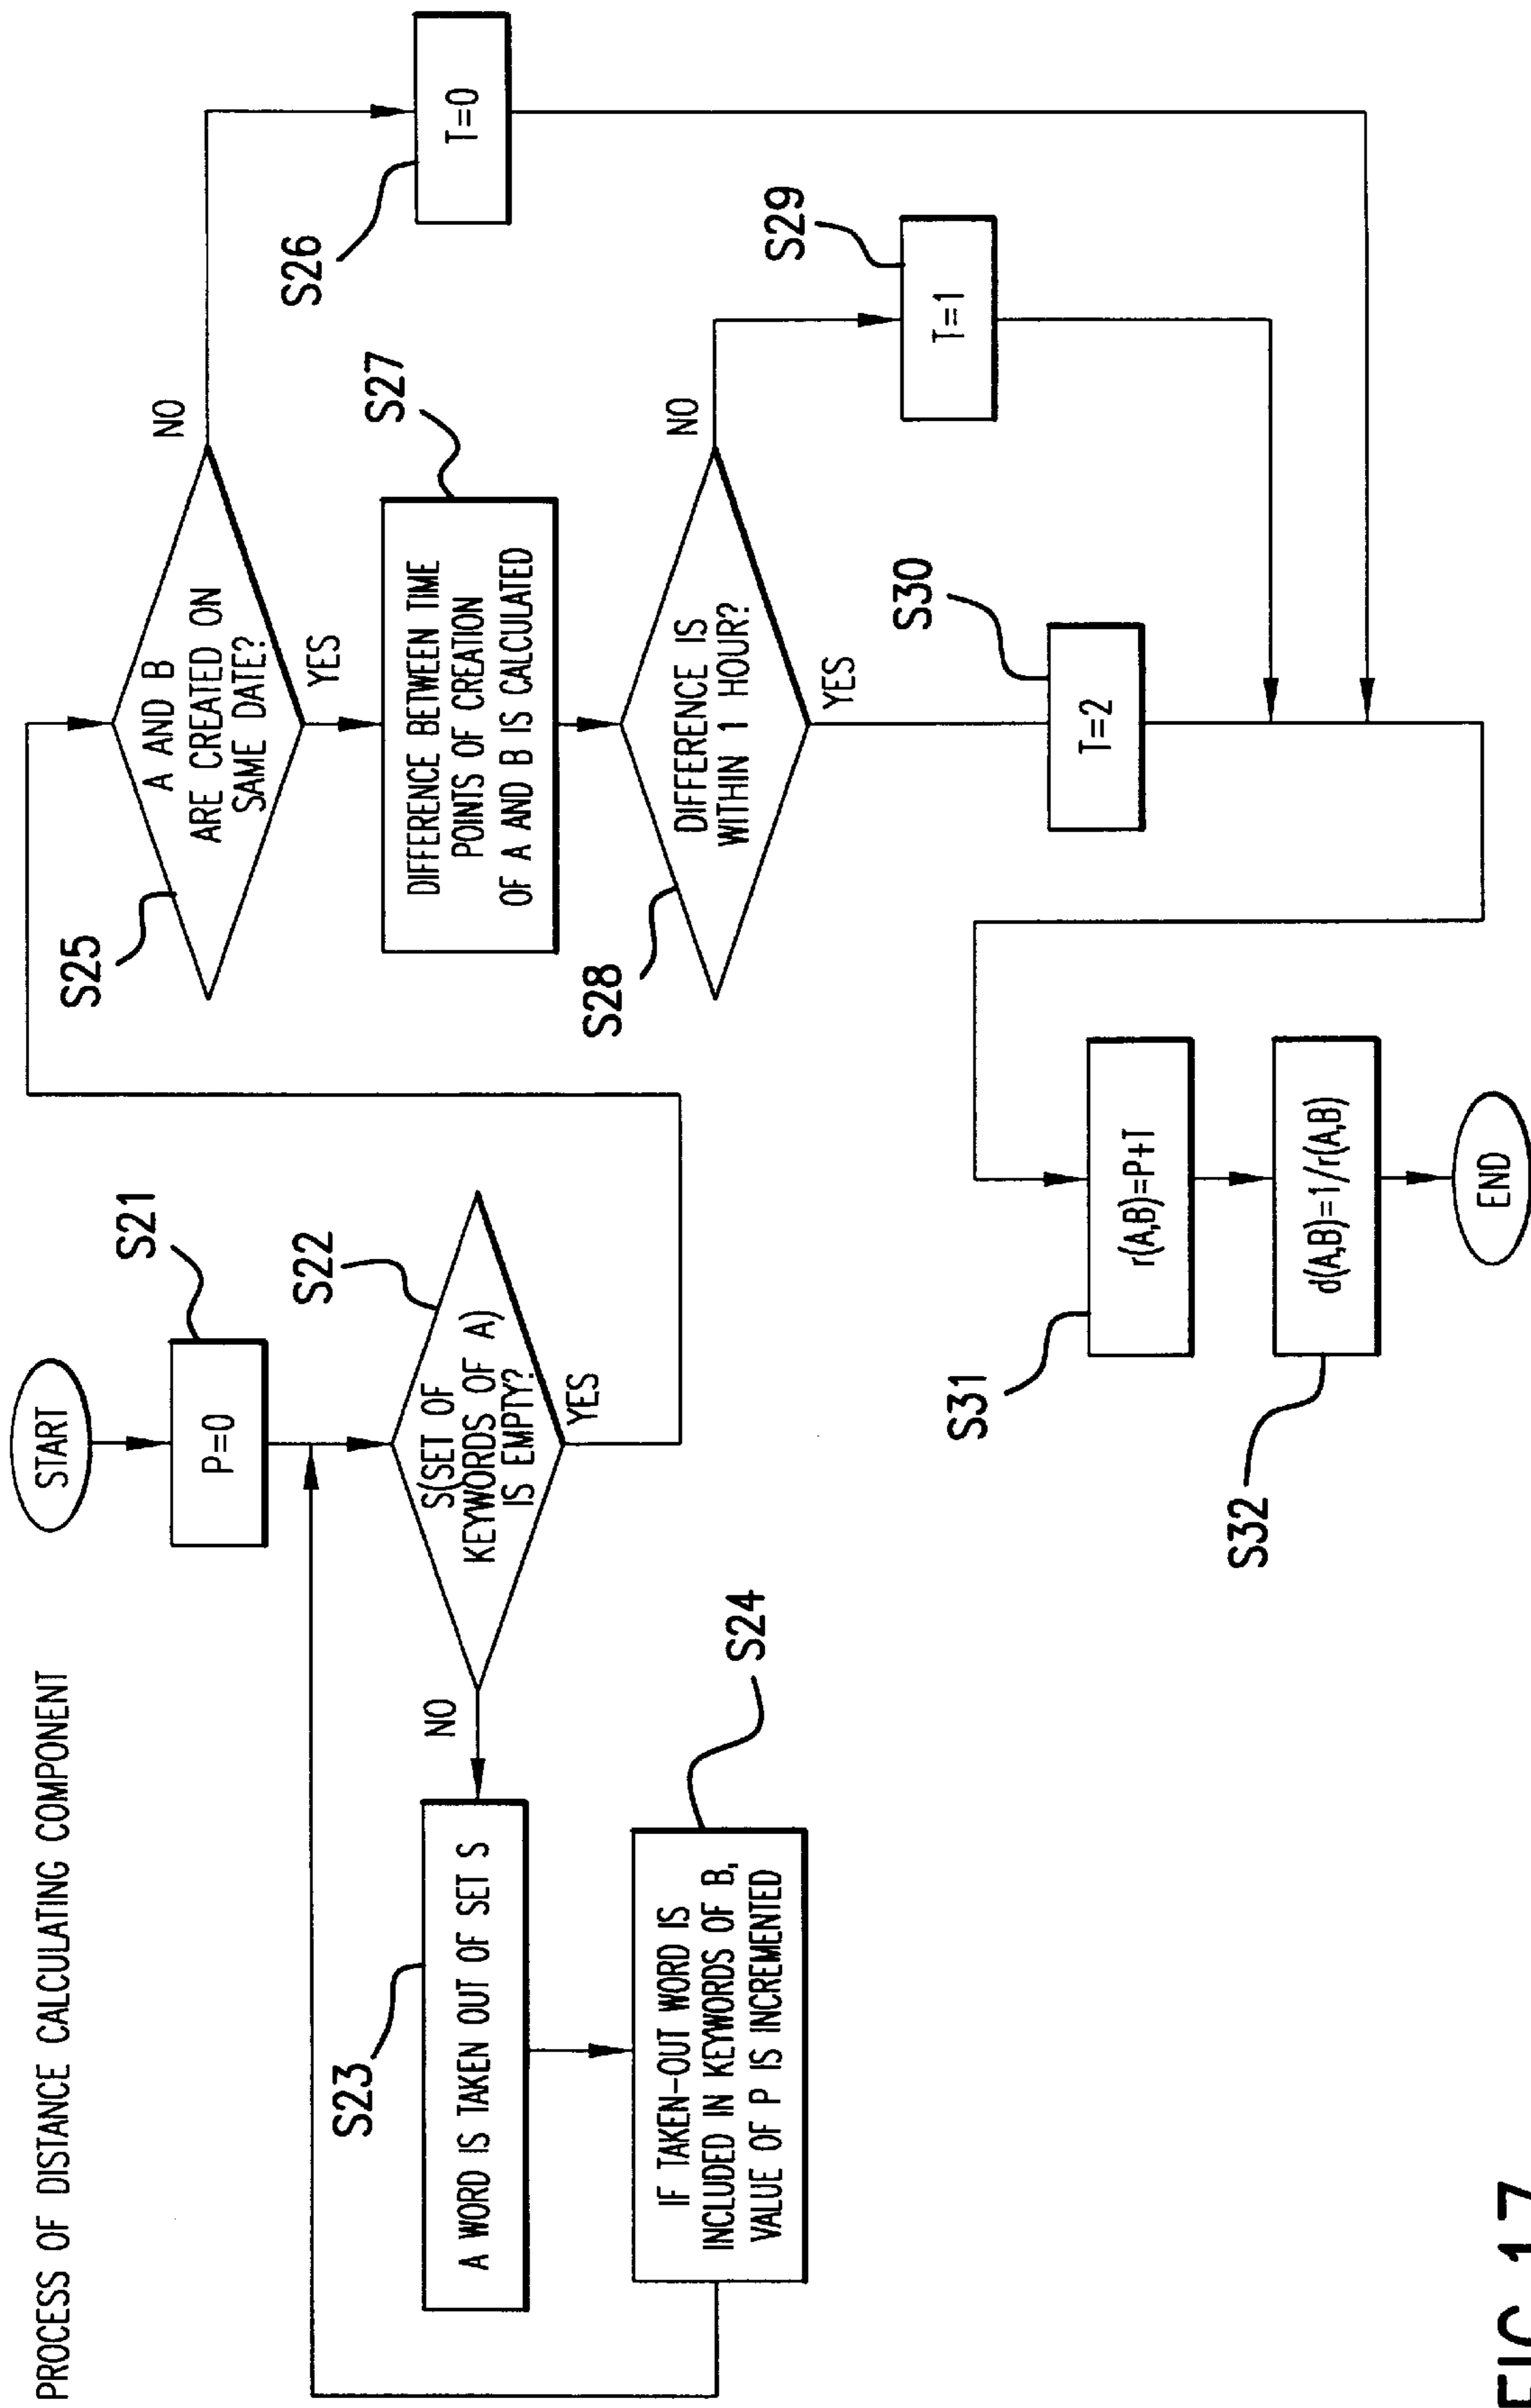 PROCESS OF DISTANCE CALCULATING COMPONENT
START
S21
P=0
S22
S(SET OF
KEYWORDS OF A)
IS EMPTY?
NO
YES
S23
A WORD IS TAKEN OUT OF SET S
S24
IF TAKEN-OUT WORD IS
INCLUDED IN KEYWORDS OF B,
VALUE OF P IS INCREMENTED
S25
A AND B
ARE CREATED ON
SAME DATE?
NO
YES
S26
T=0
S27
DIFFERENCE BETWEEN TIME
POINTS OF CREATION
OF A AND B IS CALCULATED
S28
DIFFERENCE IS
WITHIN 1 HOUR?
NO
YES
S29
T=1
S30
T=2
S31
r(A,B)=P+T
S32
d(A,B)=1/r(A,B)
END
FIG. 17